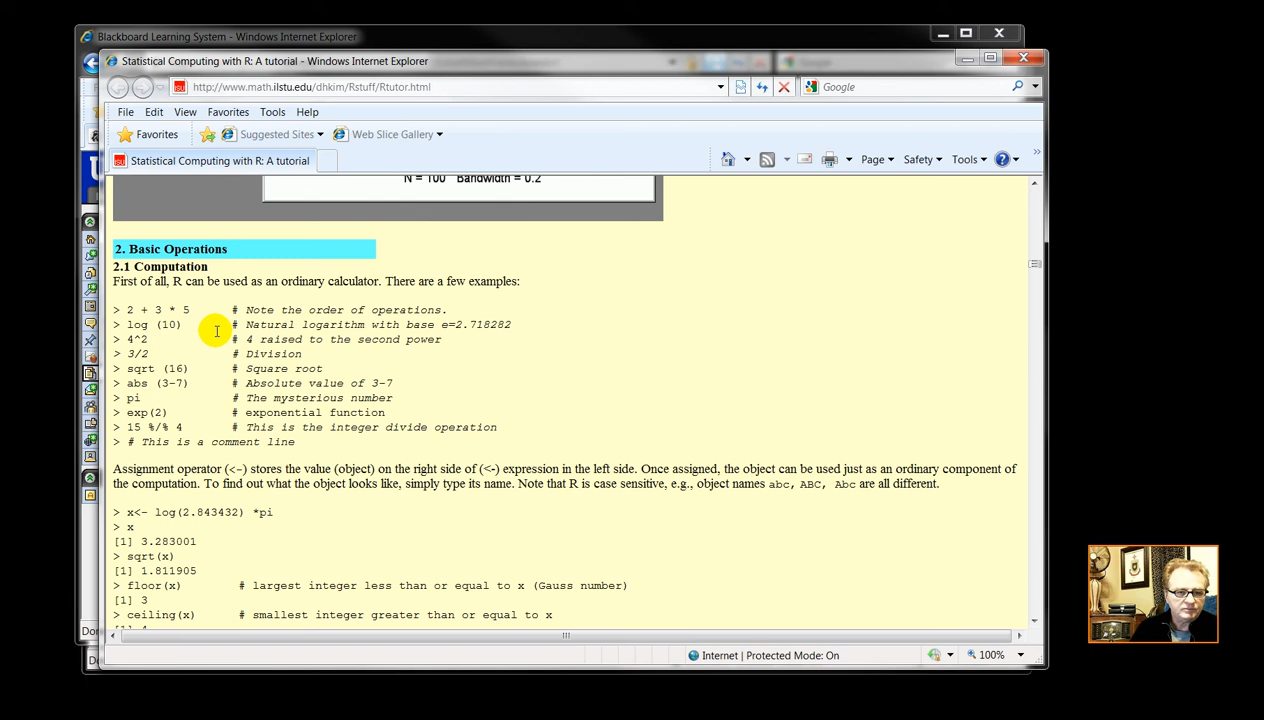 Blackboard Learning System - Windows Internet Explorer
Statistical Computing with R: A tutorial - Windows Internet Explorer
http://www.math.ilstu.edu/dhkim/Rstuff/Rtutor.html
Google
File Edit View Favorites Tools Help
Favorites Suggested Sites Web Slice Gallery
Statistical Computing with R: A tutorial
Page Safety Tools
N = 100 Bandwidth = 0.2
2. Basic Operations
2.1 Computation
First of all, R can be used as an ordinary calculator. There are a few examples:
> 2 + 3 * 5 # Note the order of operations.
> log (10) # Natural logarithm with base e=2.718282
> 4^2 # 4 raised to the second power
> 3/2 # Division
> sqrt (16) # Square root
> abs (3-7) # Absolute value of 3-7
> pi # The mysterious number
> exp(2) # exponential function
> 15 %/% 4 # This is the integer divide operation
> # This is a comment line
Assignment operator (<-) stores the value (object) on the right side of (<-) expression in the left side. Once assigned, the object can be used just as an ordinary component of
the computation. To find out what the object looks like, simply type its name. Note that R is case sensitive, e.g., object names abc, ABC, Abc are all different.
> x<- log(2.843432) *pi
> x
[1] 3.283001
> sqrt(x)
[1] 1.811905
> floor(x) # largest integer less than or equal to x (Gauss number)
[1] 3
> ceiling(x) # smallest integer greater than or equal to x
Internet | Protected Mode: On
100%